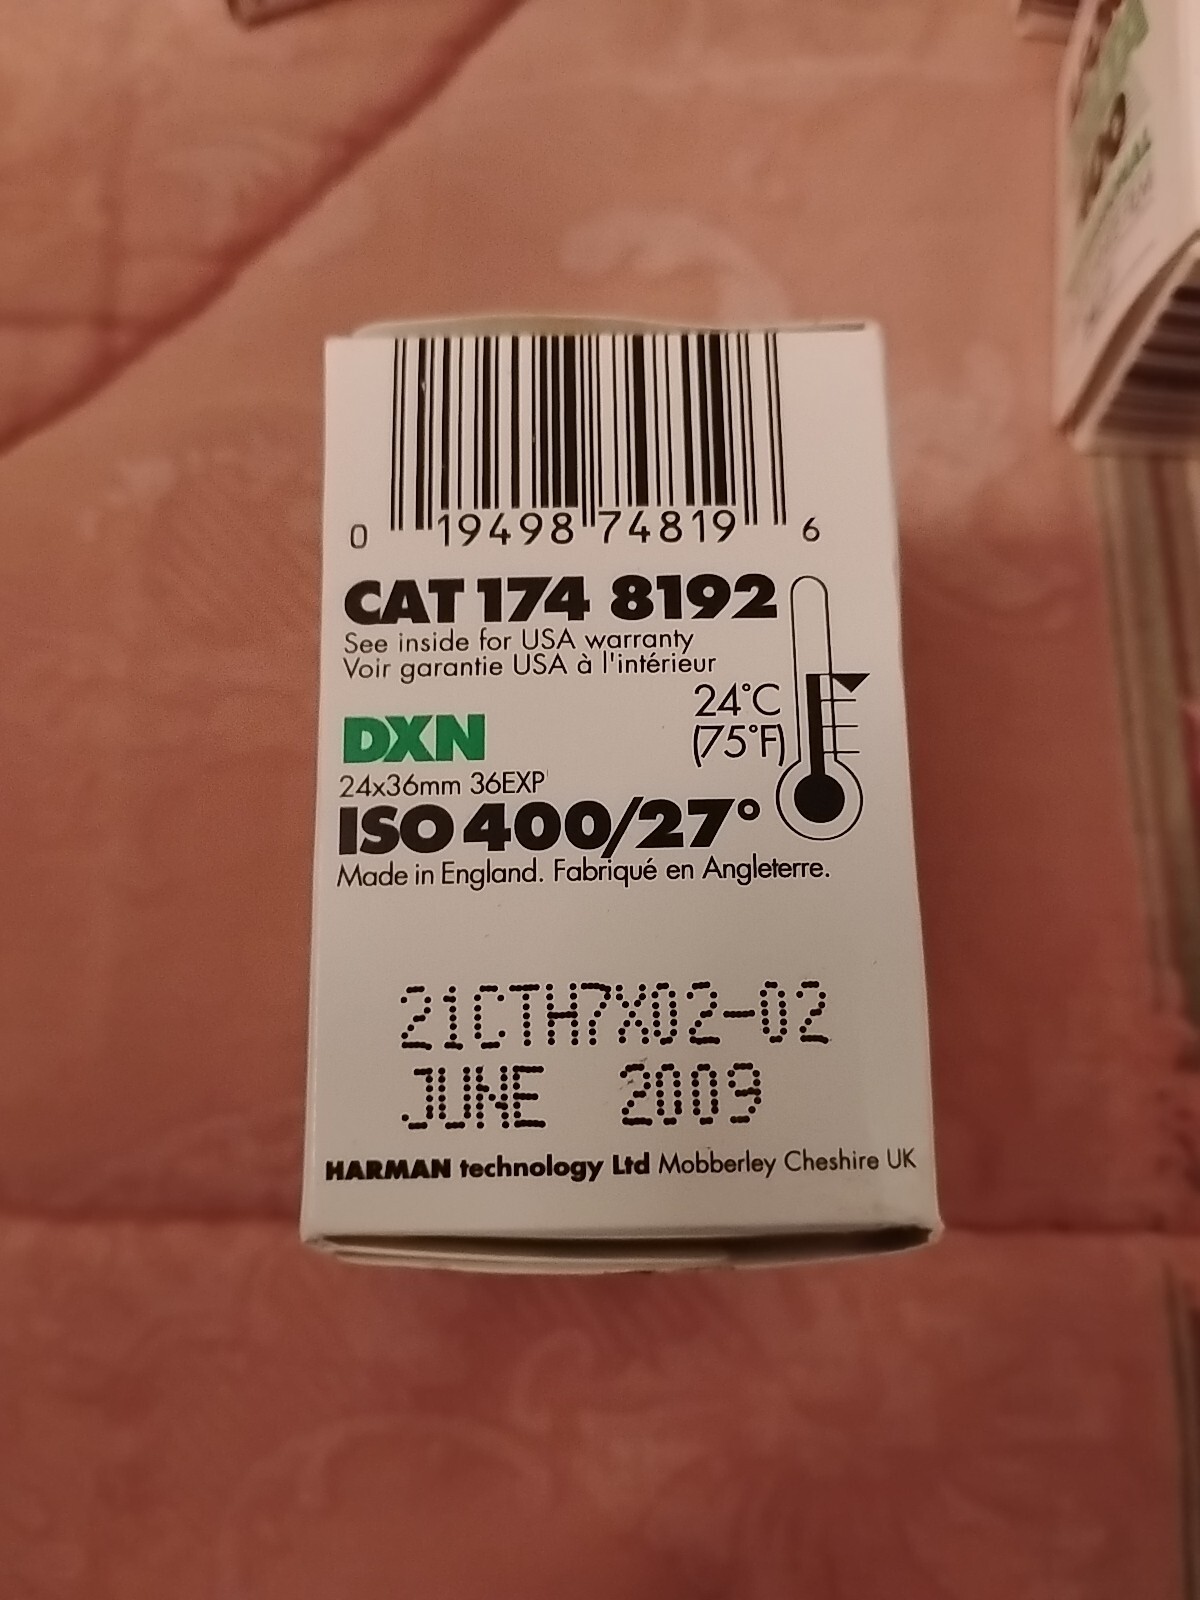 0 19498 74819 6
CAT 174 8192
See inside for USA warranty
Voir garantie USA à l'intérieur
24°C
(75°F)
DXN
24x36mm 36EXP
ISO 400/27°
Made in England. Fabriqué en Angleterre.
21CTH7X02-02
JUNE 2009
HARMAN technology Ltd Mobberley Cheshire UK